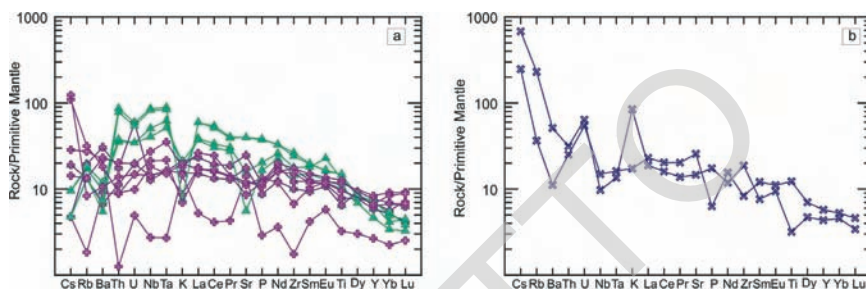 1000
100
10
Rock/Primitive Mantle
a
Cs Rb Ba Th U Nb Ta K La Ce Pr Sr P Nd Zr Sm Eu Ti Dy Y Yb Lu
1000
100
10
Rock/Primitive Mantle
b
Cs Rb Ba Th U Nb Ta K La Ce Pr Sr P Nd Zr Sm Eu Ti Dy Y Yb Lu
TTO